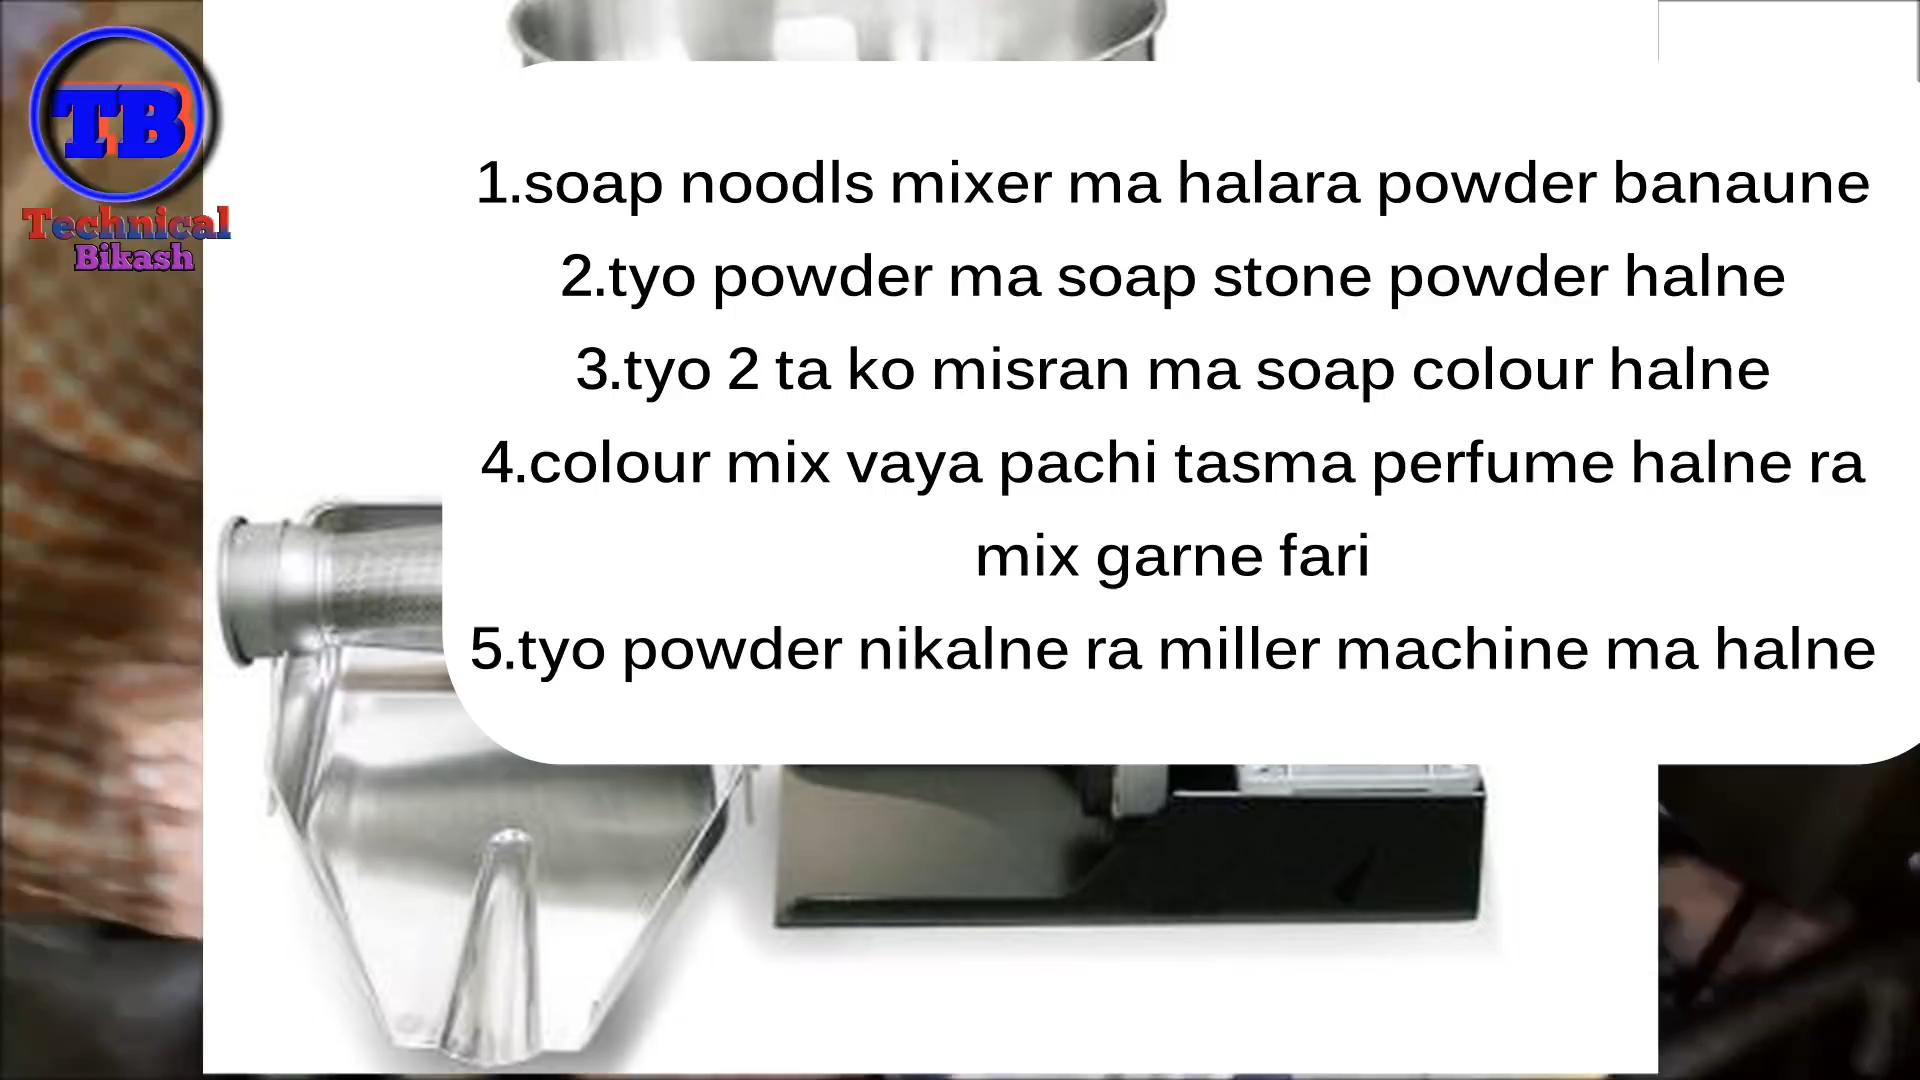 TB
Technical
Bikash
1.soap noodls mixer ma halara powder banaune
2.tyo powder ma soap stone powder halne
3.tyo 2 ta ko misran ma soap colour halne
4.colour mix vaya pachi tasma perfume halne ra
mix garne fari
5.tyo powder nikalne ra miller machine ma halne